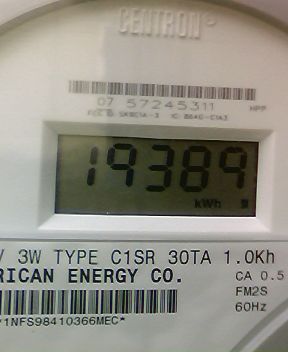 CENTRON
07 57245311
19389
kWh
V 3W TYPE C1SR 30TA 1.0Kh
RICAN ENERGY CO.
CA 0.5
FM2S
60Hz
*1NFS98410366MEC*